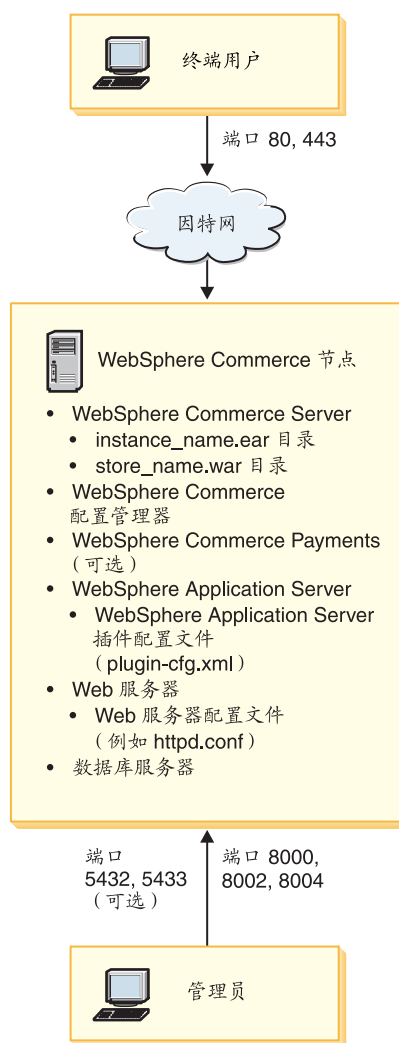 终端用户
端口 80, 443
因特网
WebSphere Commerce 节点
• WebSphere Commerce Server
• instance_name.ear 目录
• store_name.war 目录
• WebSphere Commerce
配置管理器
• WebSphere Commerce Payments
（可选）
• WebSphere Application Server
• WebSphere Application Server
插件配置文件
（plugin-cfg.xml）
• Web 服务器
• Web 服务器配置文件
（例如 httpd.conf）
• 数据库服务器
端口
5432, 5433
（可选）
端口 8000,
8002, 8004
管理员